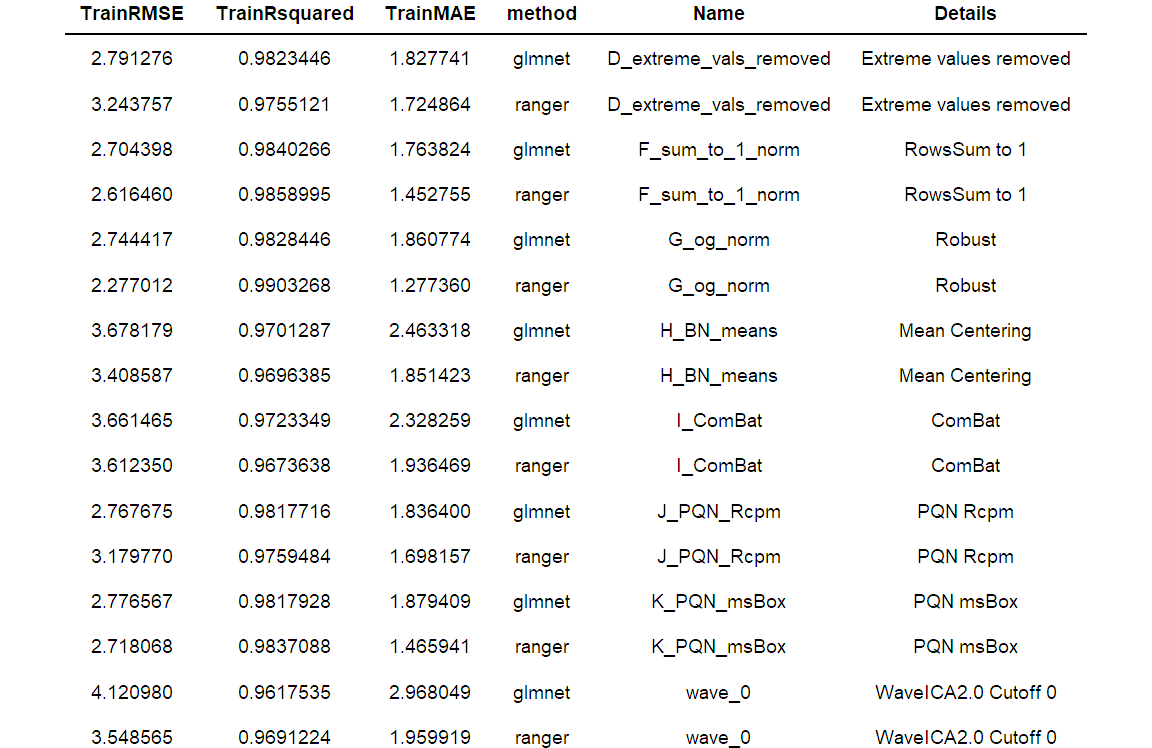 TrainRMSE TrainRsquared TrainMAE method Name Details
2.791276 0.9823446 1.827741 glmnet D_extreme_vals_removed Extreme values removed
3.243757 0.9755121 1.724864 ranger D_extreme_vals_removed Extreme values removed
2.704398 0.9840266 1.763824 glmnet F_sum_to_1_norm RowsSum to 1
2.616460 0.9858995 1.452755 ranger F_sum_to_1_norm RowsSum to 1
2.744417 0.9828446 1.860774 glmnet G_og_norm Robust
2.277012 0.9903268 1.277360 ranger G_og_norm Robust
3.678179 0.9701287 2.463318 glmnet H_BN_means Mean Centering
3.408587 0.9696385 1.851423 ranger H_BN_means Mean Centering
3.661465 0.9723349 2.328259 glmnet I_ComBat ComBat
3.612350 0.9673638 1.936469 ranger I_ComBat ComBat
2.767675 0.9817716 1.836400 glmnet J_PQN_Rcpm PQN Rcpm
3.179770 0.9759484 1.698157 ranger J_PQN_Rcpm PQN Rcpm
2.776567 0.9817928 1.879409 glmnet K_PQN_msBox PQN msBox
2.718068 0.9837088 1.465941 ranger K_PQN_msBox PQN msBox
4.120980 0.9617535 2.968049 glmnet wave_0 WaveICA2.0 Cutoff 0
3.548565 0.9691224 1.959919 ranger wave_0 WaveICA2.0 Cutoff 0